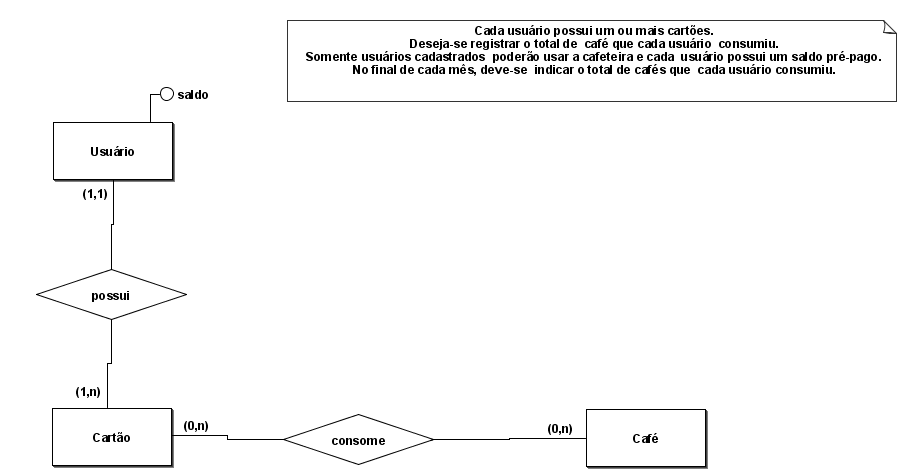 Cada usuário possui um ou mais cartões.
Deseja-se registrar o total de café que cada usuário consumiu.
Somente usuários cadastrados poderão usar a cafeteira e cada usuário possui um saldo pré-pago.
No final de cada mês, deve-se indicar o total de cafés que cada usuário consumiu.
saldo
Usuário
(1,1)
possui
(1,n)
Cartão
(0,n)
consome
(0,n)
Café